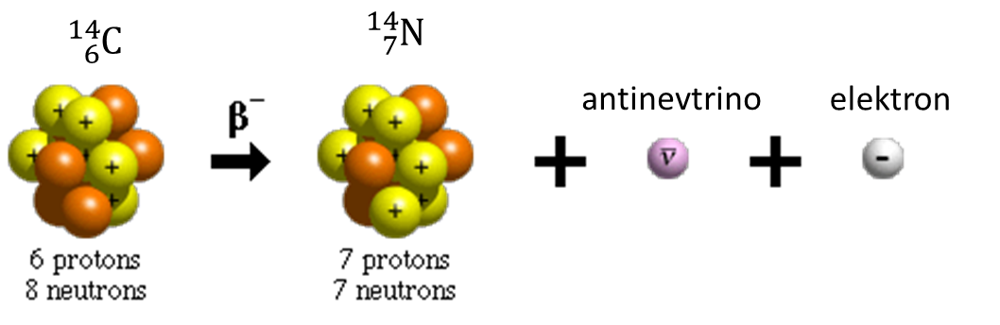 ¹⁴₆C
¹⁴₇N
β⁻
antinevtrino
elektron
+ + + + +
+ + + + + +
+
ν̅
+
-
6 protons
8 neutrons
7 protons
7 neutrons